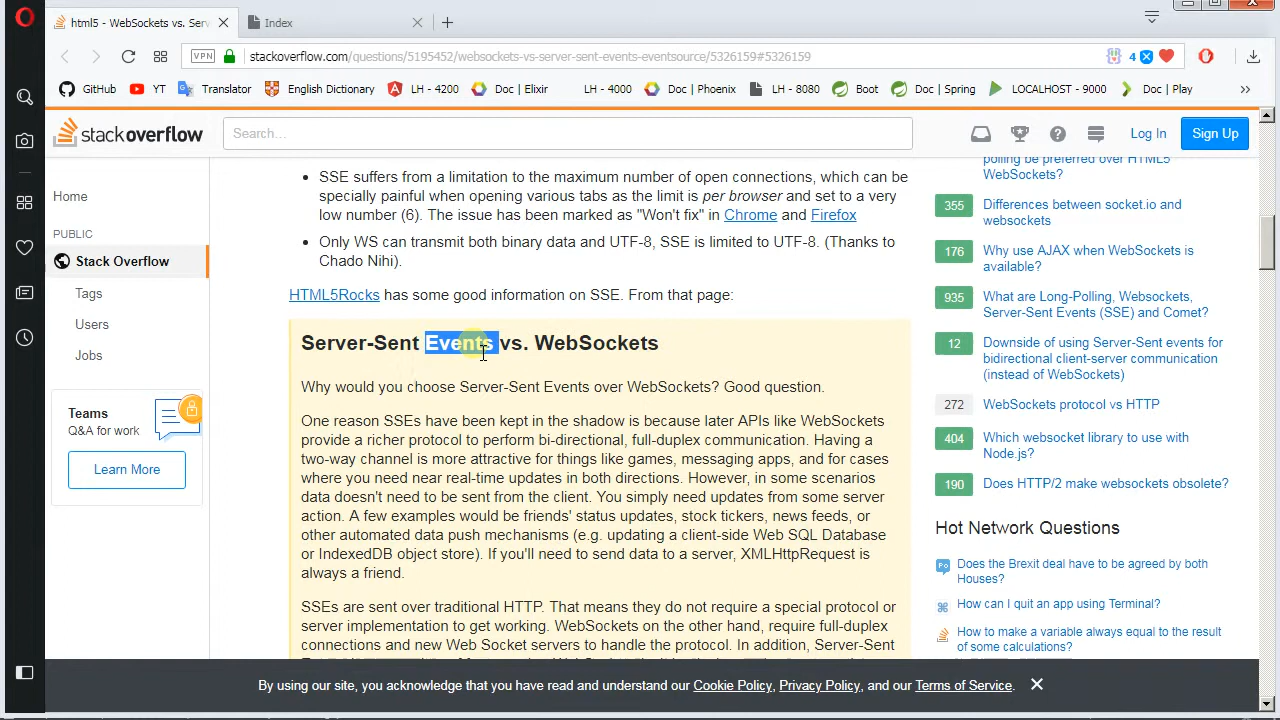 html5 - WebSockets vs. Serv
Index
VPN
stackoverflow.com/questions/5195452/websockets-vs-server-sent-events-eventsource/5326159#5326159
4
GitHub
YT
Translator
English Dictionary
LH - 4200
Doc | Elixir
LH - 4000
Doc | Phoenix
LH - 8080
Boot
Doc | Spring
LOCALHOST - 9000
Doc | Play
stackoverflow
Search...
Log In
Sign Up
Home
PUBLIC
Stack Overflow
Tags
Users
Jobs
Teams
Q&A for work
Learn More
SSE suffers from a limitation to the maximum number of open connections, which can be
specially painful when opening various tabs as the limit is per browser and set to a very
low number (6). The issue has been marked as "Won't fix" in Chrome and Firefox
Only WS can transmit both binary data and UTF-8, SSE is limited to UTF-8. (Thanks to
Chado Nihi).
HTML5Rocks has some good information on SSE. From that page:
Server-Sent Events vs. WebSockets
Why would you choose Server-Sent Events over WebSockets? Good question.
One reason SSEs have been kept in the shadow is because later APIs like WebSockets
provide a richer protocol to perform bi-directional, full-duplex communication. Having a
two-way channel is more attractive for things like games, messaging apps, and for cases
where you need near real-time updates in both directions. However, in some scenarios
data doesn't need to be sent from the client. You simply need updates from some server
action. A few examples would be friends' status updates, stock tickers, news feeds, or
other automated data push mechanisms (e.g. updating a client-side Web SQL Database
or IndexedDB object store). If you'll need to send data to a server, XMLHttpRequest is
always a friend.
SSEs are sent over traditional HTTP. That means they do not require a special protocol or
server implementation to get working. WebSockets on the other hand, require full-duplex
connections and new Web Socket servers to handle the protocol. In addition, Server-Sent
polling be preferred over HTML5
WebSockets?
355
Differences between socket.io and
websockets
176
Why use AJAX when WebSockets is
available?
935
What are Long-Polling, Websockets,
Server-Sent Events (SSE) and Comet?
12
Downside of using Server-Sent events for
bidirectional client-server communication
(instead of WebSockets)
272
WebSockets protocol vs HTTP
404
Which websocket library to use with
Node.js?
190
Does HTTP/2 make websockets obsolete?
Hot Network Questions
Does the Brexit deal have to be agreed by both
Houses?
How can I quit an app using Terminal?
How to make a variable always equal to the result
of some calculations?
By using our site, you acknowledge that you have read and understand our Cookie Policy, Privacy Policy, and our Terms of Service.